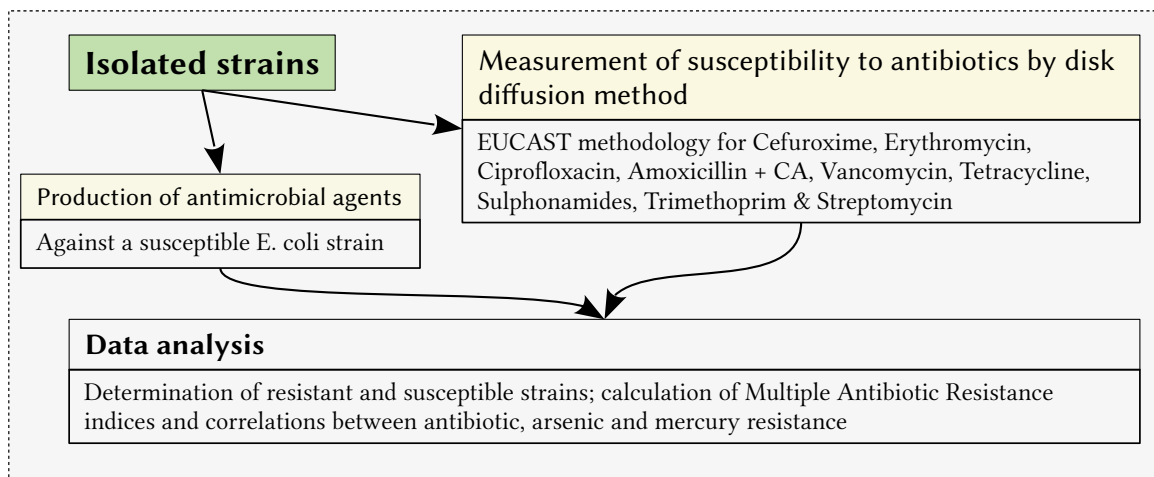 Isolated strains
Measurement of susceptibility to antibiotics by disk
diffusion method
EUCAST methodology for Cefuroxime, Erythromycin,
Ciprofloxacin, Amoxicillin + CA, Vancomycin, Tetracycline,
Sulphonamides, Trimethoprim & Streptomycin
Production of antimicrobial agents
Against a susceptible E. coli strain
Data analysis
Determination of resistant and susceptible strains; calculation of Multiple Antibiotic Resistance
indices and correlations between antibiotic, arsenic and mercury resistance